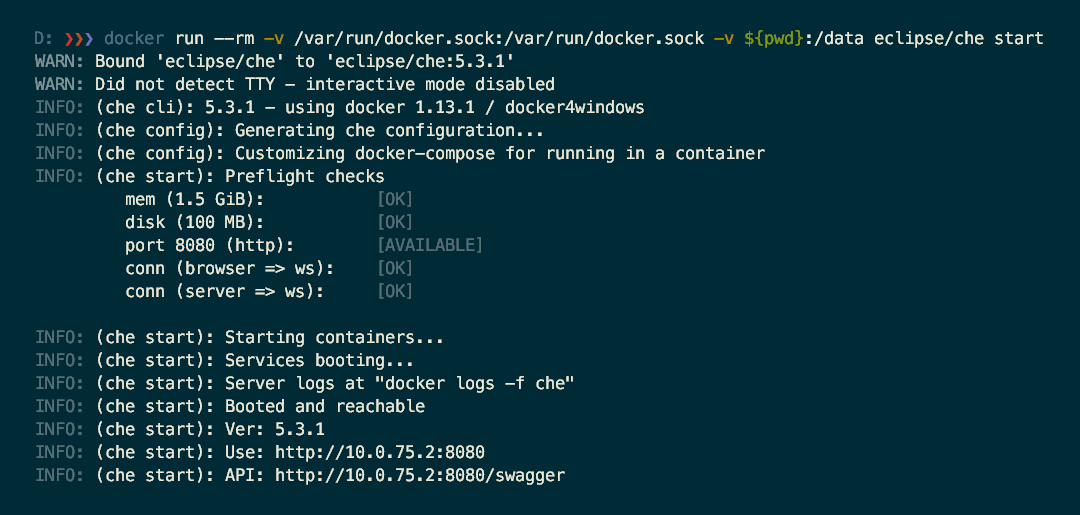 D: ❯❯❯ docker run --rm -v /var/run/docker.sock:/var/run/docker.sock -v ${pwd}:/data eclipse/che start
WARN: Bound 'eclipse/che' to 'eclipse/che:5.3.1'
WARN: Did not detect TTY - interactive mode disabled
INFO: (che cli): 5.3.1 - using docker 1.13.1 / docker4windows
INFO: (che config): Generating che configuration...
INFO: (che config): Customizing docker-compose for running in a container
INFO: (che start): Preflight checks
         mem (1.5 GiB):           [OK]
         disk (100 MB):           [OK]
         port 8080 (http):        [AVAILABLE]
         conn (browser => ws):    [OK]
         conn (server => ws):     [OK]

INFO: (che start): Starting containers...
INFO: (che start): Services booting...
INFO: (che start): Server logs at "docker logs -f che"
INFO: (che start): Booted and reachable
INFO: (che start): Ver: 5.3.1
INFO: (che start): Use: http://10.0.75.2:8080
INFO: (che start): API: http://10.0.75.2:8080/swagger